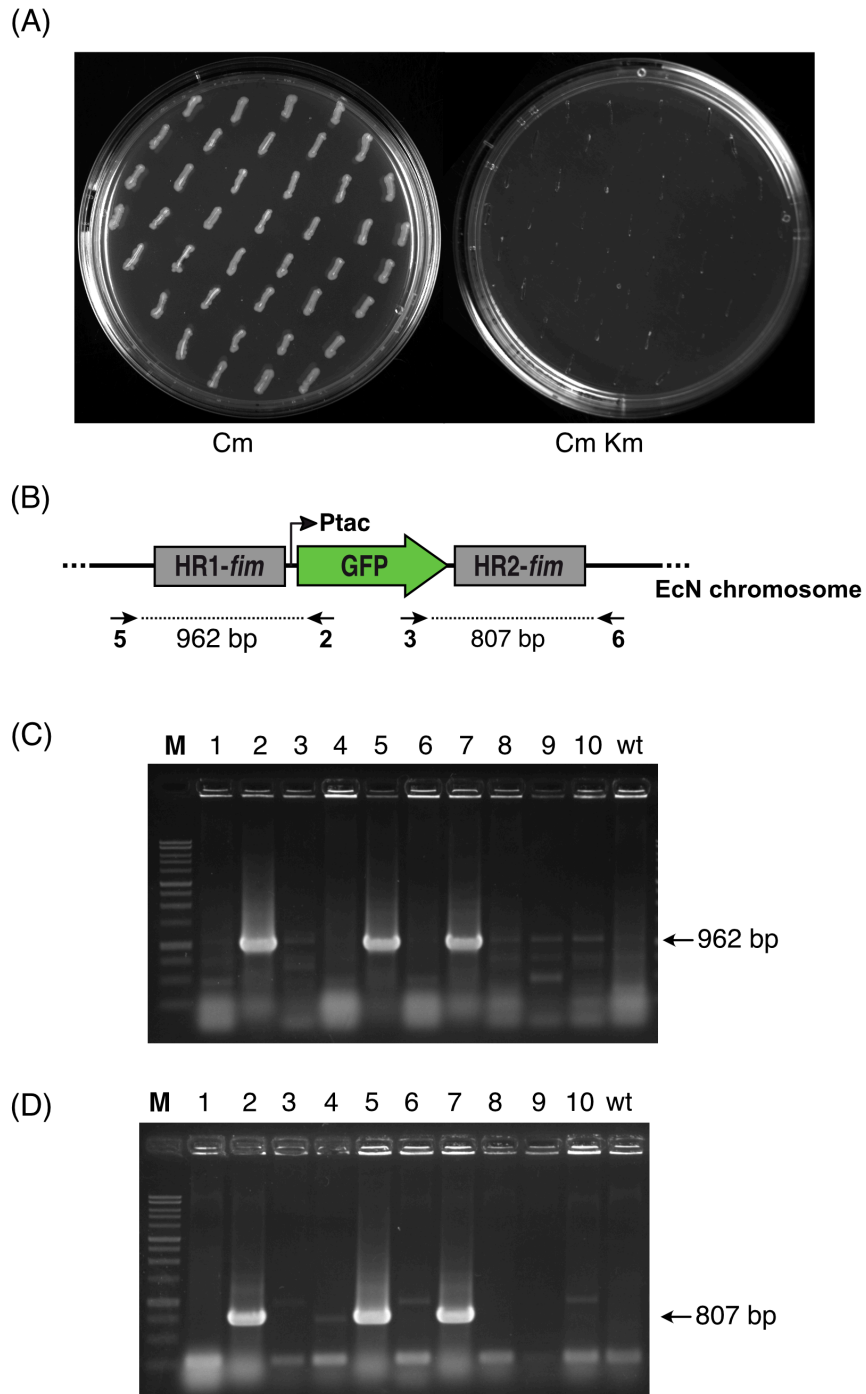 (A)
Cm
Cm Km
(B)
Ptac
HR1-fim
GFP
HR2-fim
EcN chromosome
5
962 bp
2
3
807 bp
6
(C)
M 1 2 3 4 5 6 7 8 9 10 wt
962 bp
(D)
M 1 2 3 4 5 6 7 8 9 10 wt
807 bp